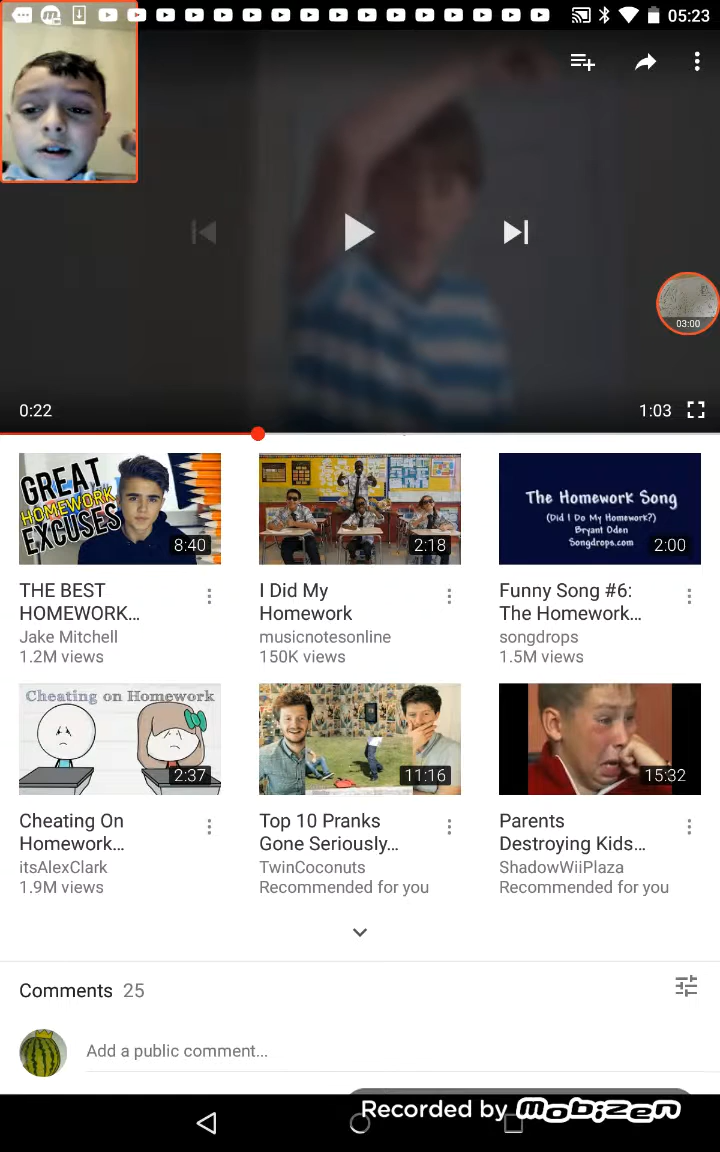 05:23
03:00
0:22
1:03
GREAT
HOMEWORK
EXCUSES
8:40
2:18
The Homework Song
(Did I Do My Homework?)
Bryant Oden
Songdrops.com
2:00
THE BEST
HOMEWORK...
Jake Mitchell
1.2M views
I Did My
Homework
musicnotesonline
150K views
Funny Song #6:
The Homework...
songdrops
1.5M views
Cheating on Homework
2:37
11:16
15:32
Cheating On
Homework...
itsAlexClark
1.9M views
Top 10 Pranks
Gone Seriously...
TwinCoconuts
Recommended for you
Parents
Destroying Kids...
ShadowWiiPlaza
Recommended for you
Comments 25
Add a public comment...
Recorded by mobizen